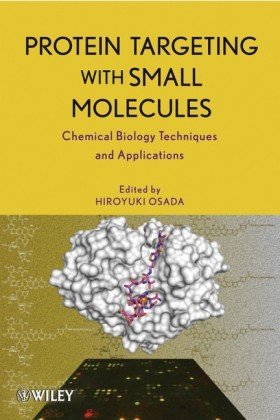 PROTEIN TARGETING
WITH SMALL
MOLECULES
Chemical Biology Techniques
and Applications
Edited by
HIROYUKI OSADA
WILEY